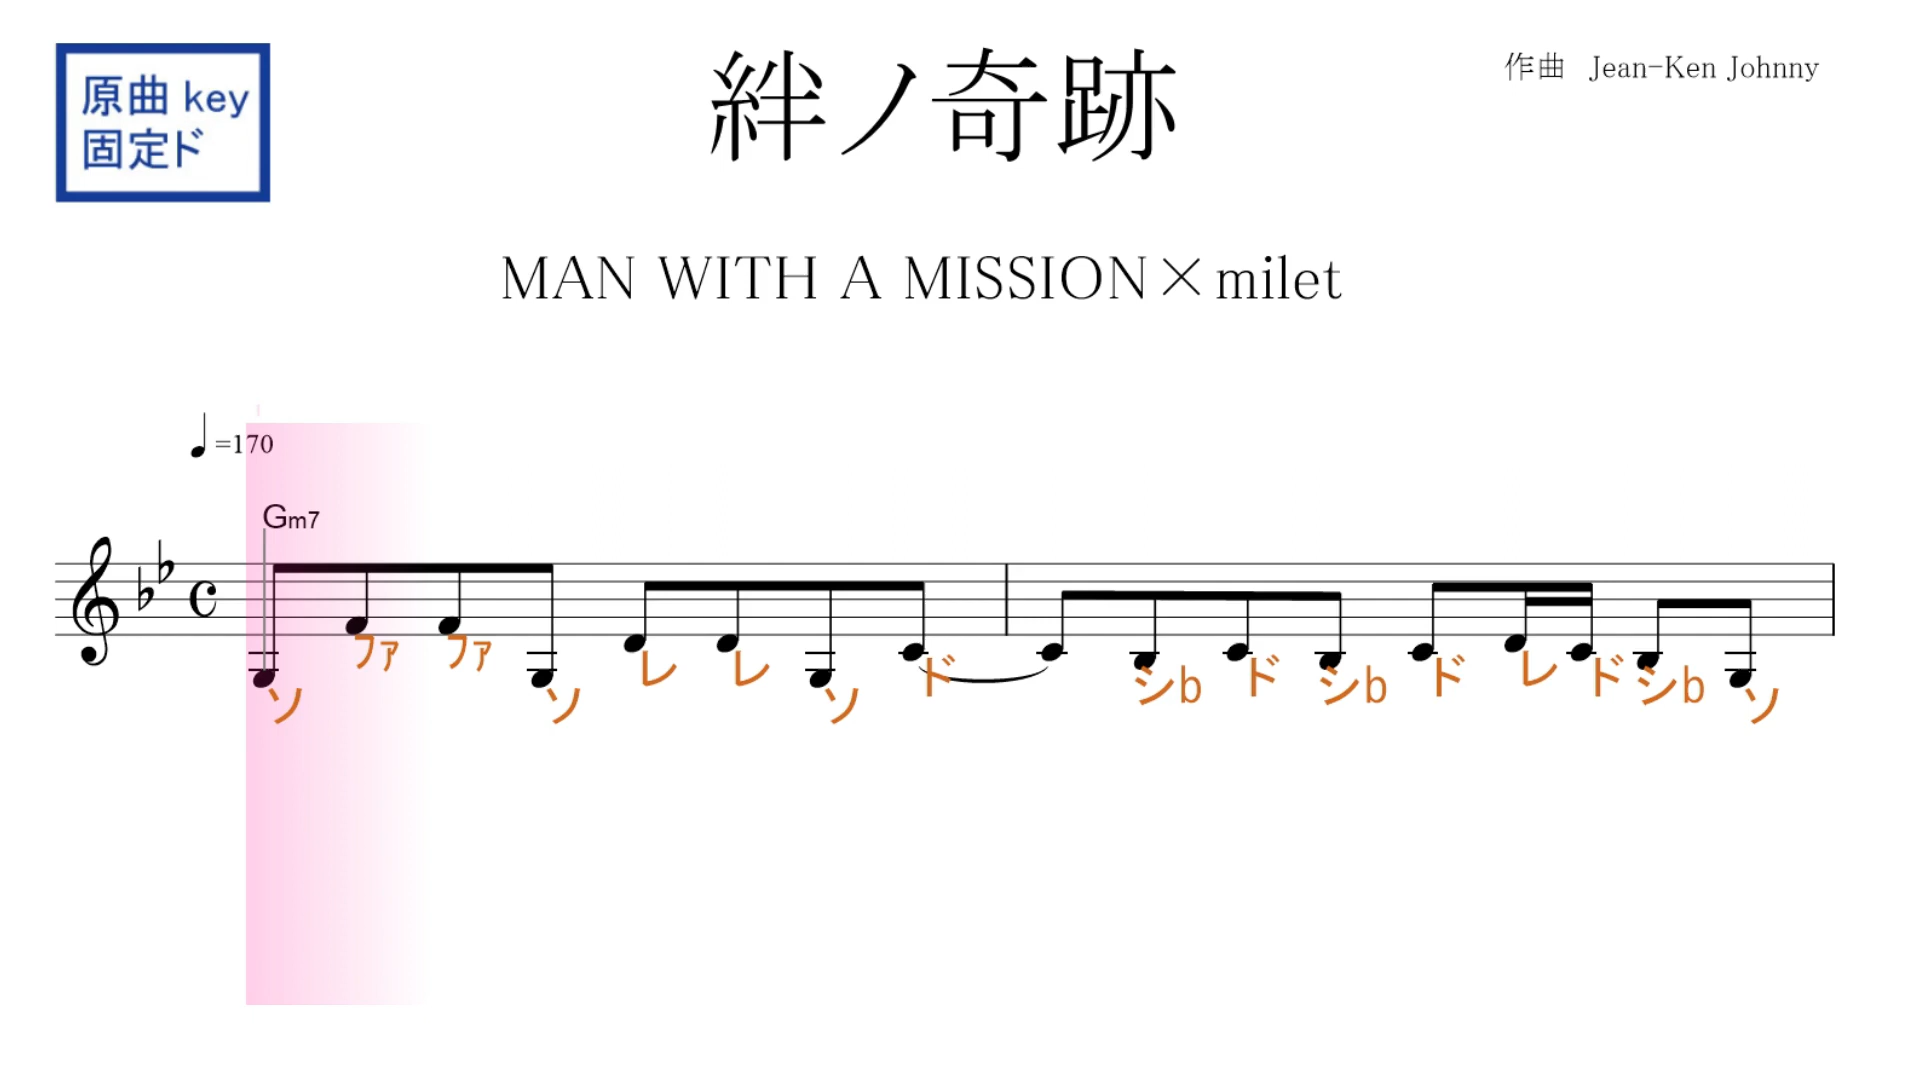 原曲 key
固定ド
絆ノ奇跡
作曲 Jean-Ken Johnny
MAN WITH A MISSION×milet
=170
Gm7
ソ ファ ファ ソ レ レ ソ ド シb ド シb ド レ ド シb ソ